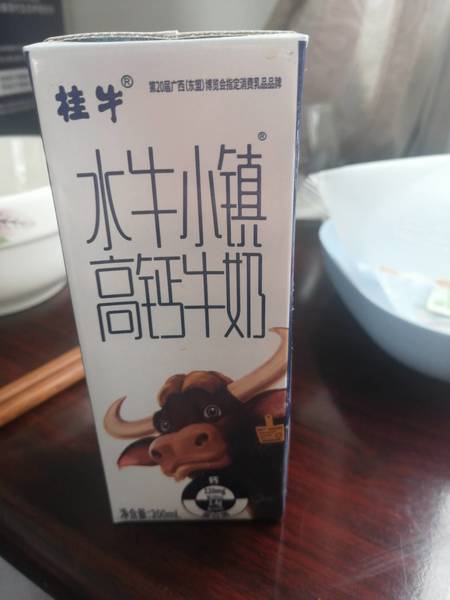 桂牛®
第20届广西(东盟)博览会指定消费乳品品牌
水牛小镇®
高钙牛奶
钙
净含量:200mL